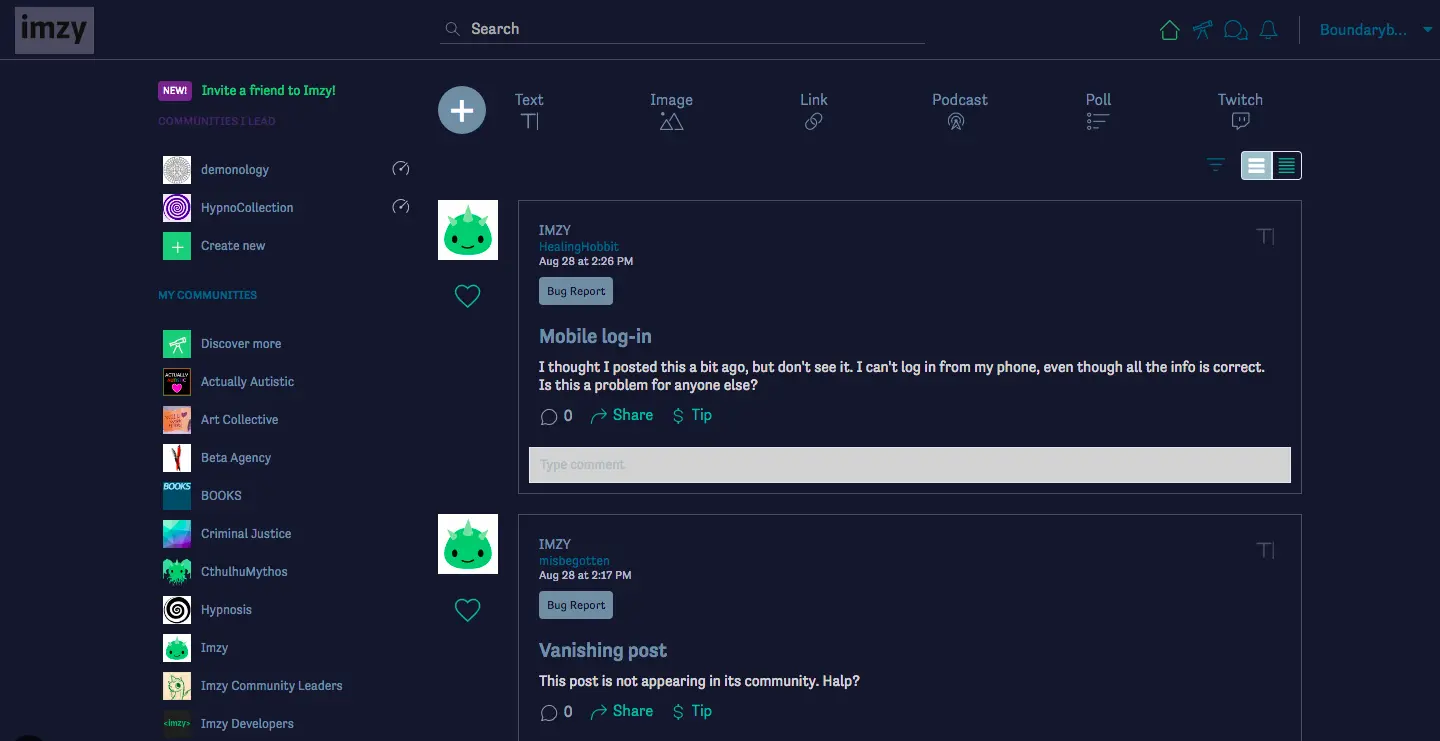 imzy
Search
Boundaryb...
NEW! Invite a friend to Imzy!
COMMUNITIES I LEAD
demonology
HypnoCollection
Create new
MY COMMUNITIES
Discover more
ACTUALLY
AUTISTIC
Actually Autistic
Art Collective
Beta Agency
BOOKS
BOOKS
Criminal Justice
CthulhuMythos
Hypnosis
Imzy
Imzy Community Leaders
<imzy>
Imzy Developers
Text
Image
Link
Podcast
Poll
Twitch
IMZY
HealingHobbit
Aug 28 at 2:26 PM
Bug Report
Mobile log-in
I thought I posted this a bit ago, but don't see it. I can't log in from my phone, even though all the info is correct.
Is this a problem for anyone else?
0 Share $ Tip
Type comment.
IMZY
misbegotten
Aug 28 at 2:17 PM
Bug Report
Vanishing post
This post is not appearing in its community. Halp?
0 Share $ Tip